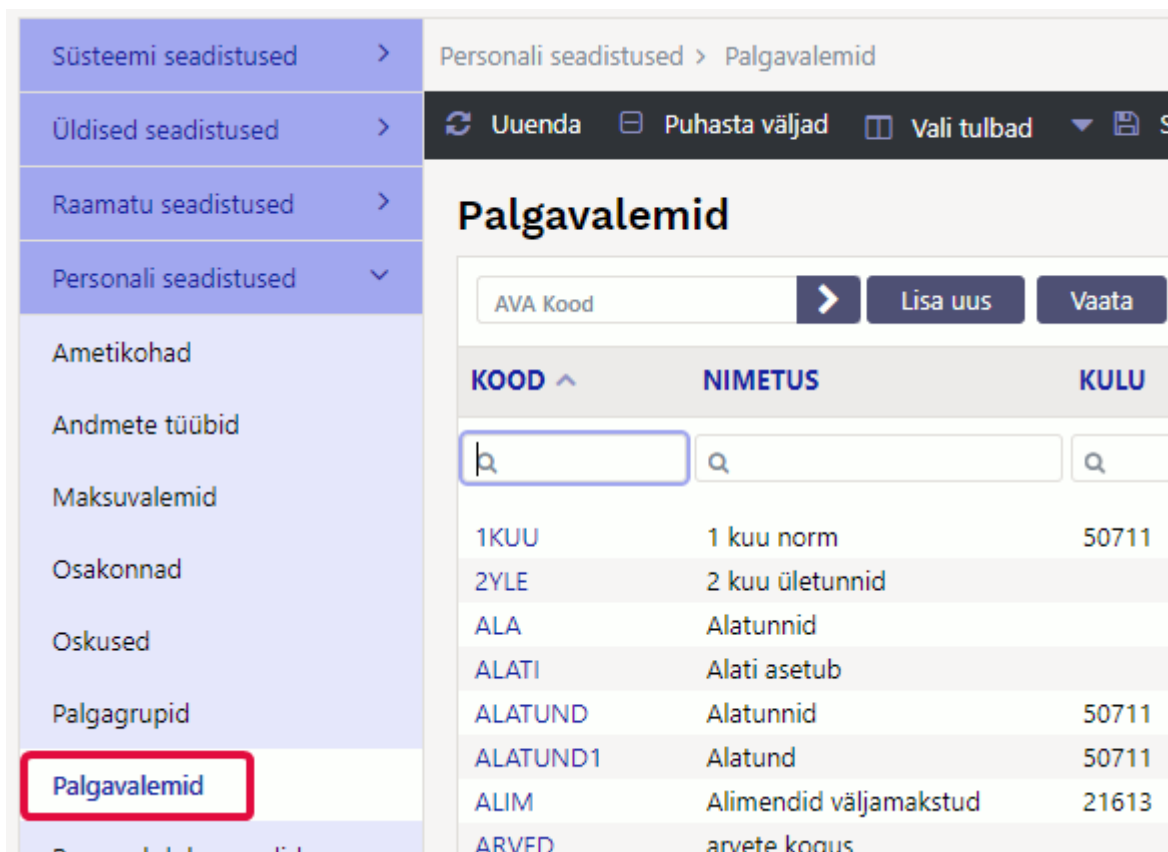 Süsteemi seadistused
Üldised seadistused
Raamatu seadistused
Personali seadistused
Ametikohad
Andmete tüübid
Maksuvalemid
Osakonnad
Oskused
Palgagrupid
Palgavalemid
Personali seadistused > Palgavalemid
Uuenda Puhasta väljad Vali tulbad
Palgavalemid
AVA Kood Lisa uus Vaata
KOOD NIMETUS KULU
1KUU 1 kuu norm 50711
2YLE 2 kuu ületunnid
ALA Alatunnid
ALATI Alati asetub
ALATUND Alatunnid 50711
ALATUND1 Alatund 50711
ALIM Alimendid väljamakstud 21613
ARVED arvete kogus